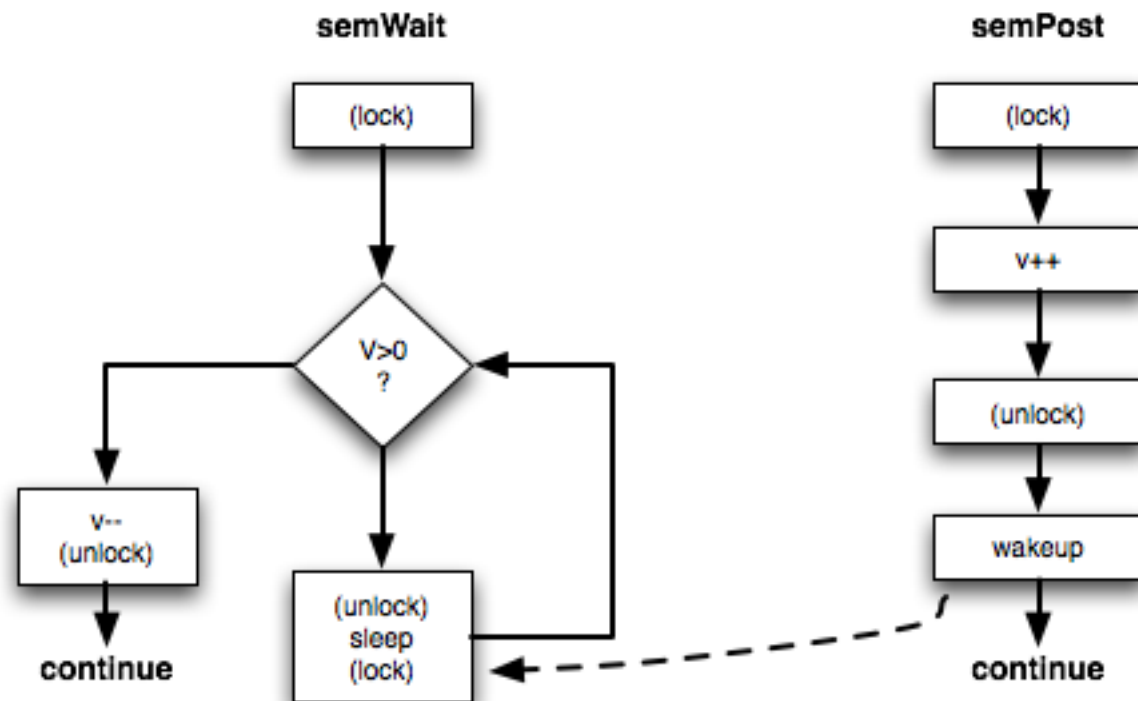 semWait
(lock)
V>0
?
v--
(unlock)
continue
(unlock)
sleep
(lock)
semPost
(lock)
v++
(unlock)
wakeup
continue